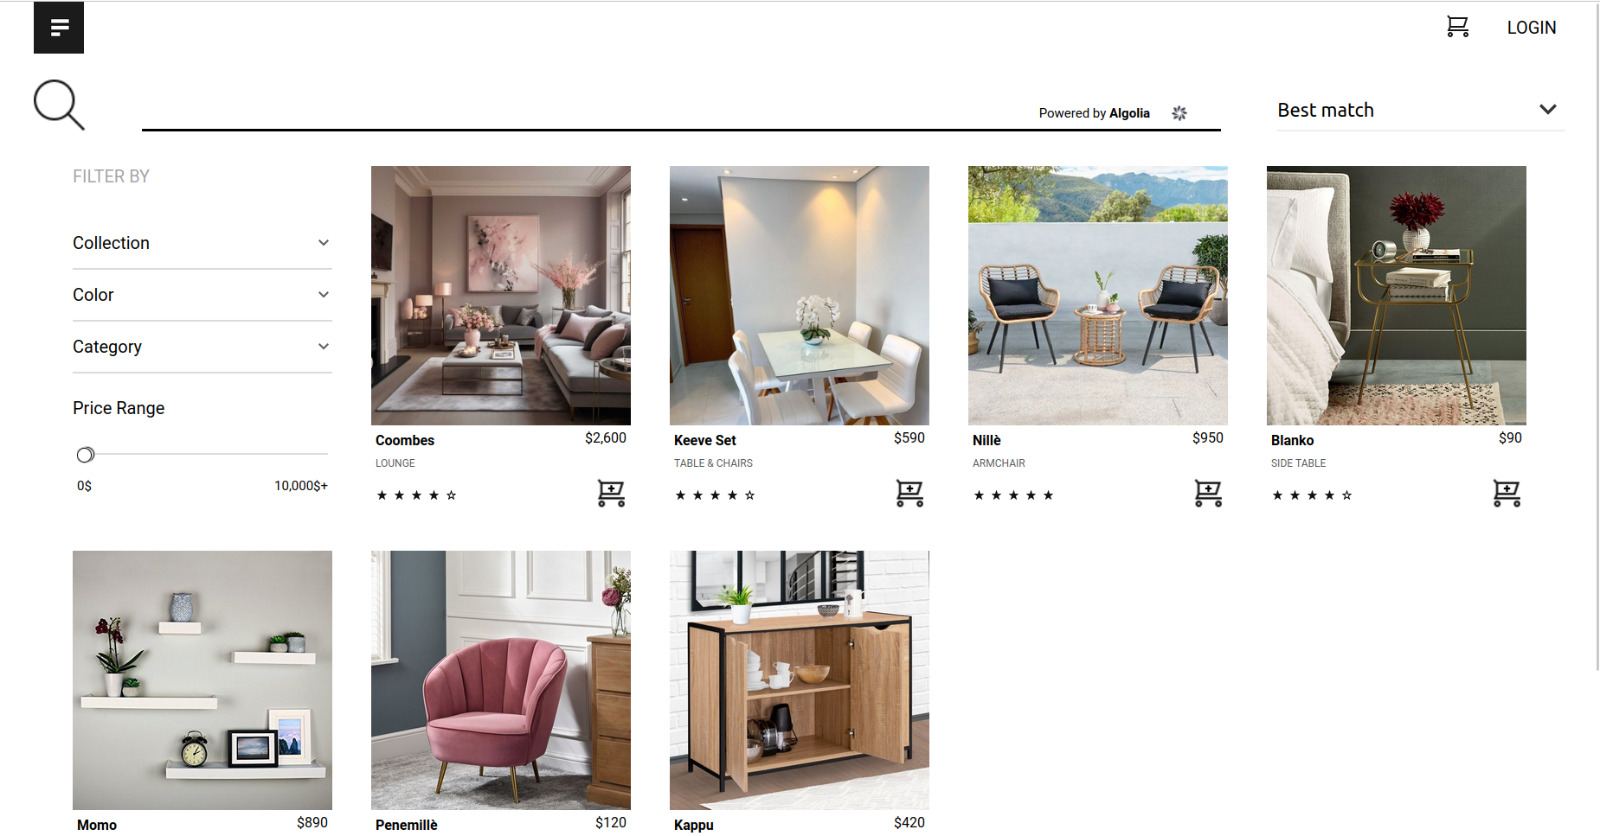 LOGIN
Powered by Algolia
Best match
FILTER BY
Collection
Color
Category
Price Range
0$ 10,000$+
Coombes $2,600
LOUNGE
★ ★ ★ ★ ☆
Keeve Set $590
TABLE & CHAIRS
★ ★ ★ ★ ☆
Nillè $950
ARMCHAIR
★ ★ ★ ★ ★
Blanko $90
SIDE TABLE
★ ★ ★ ★ ☆
Momo $890
Penemillè $120
Kappu $420